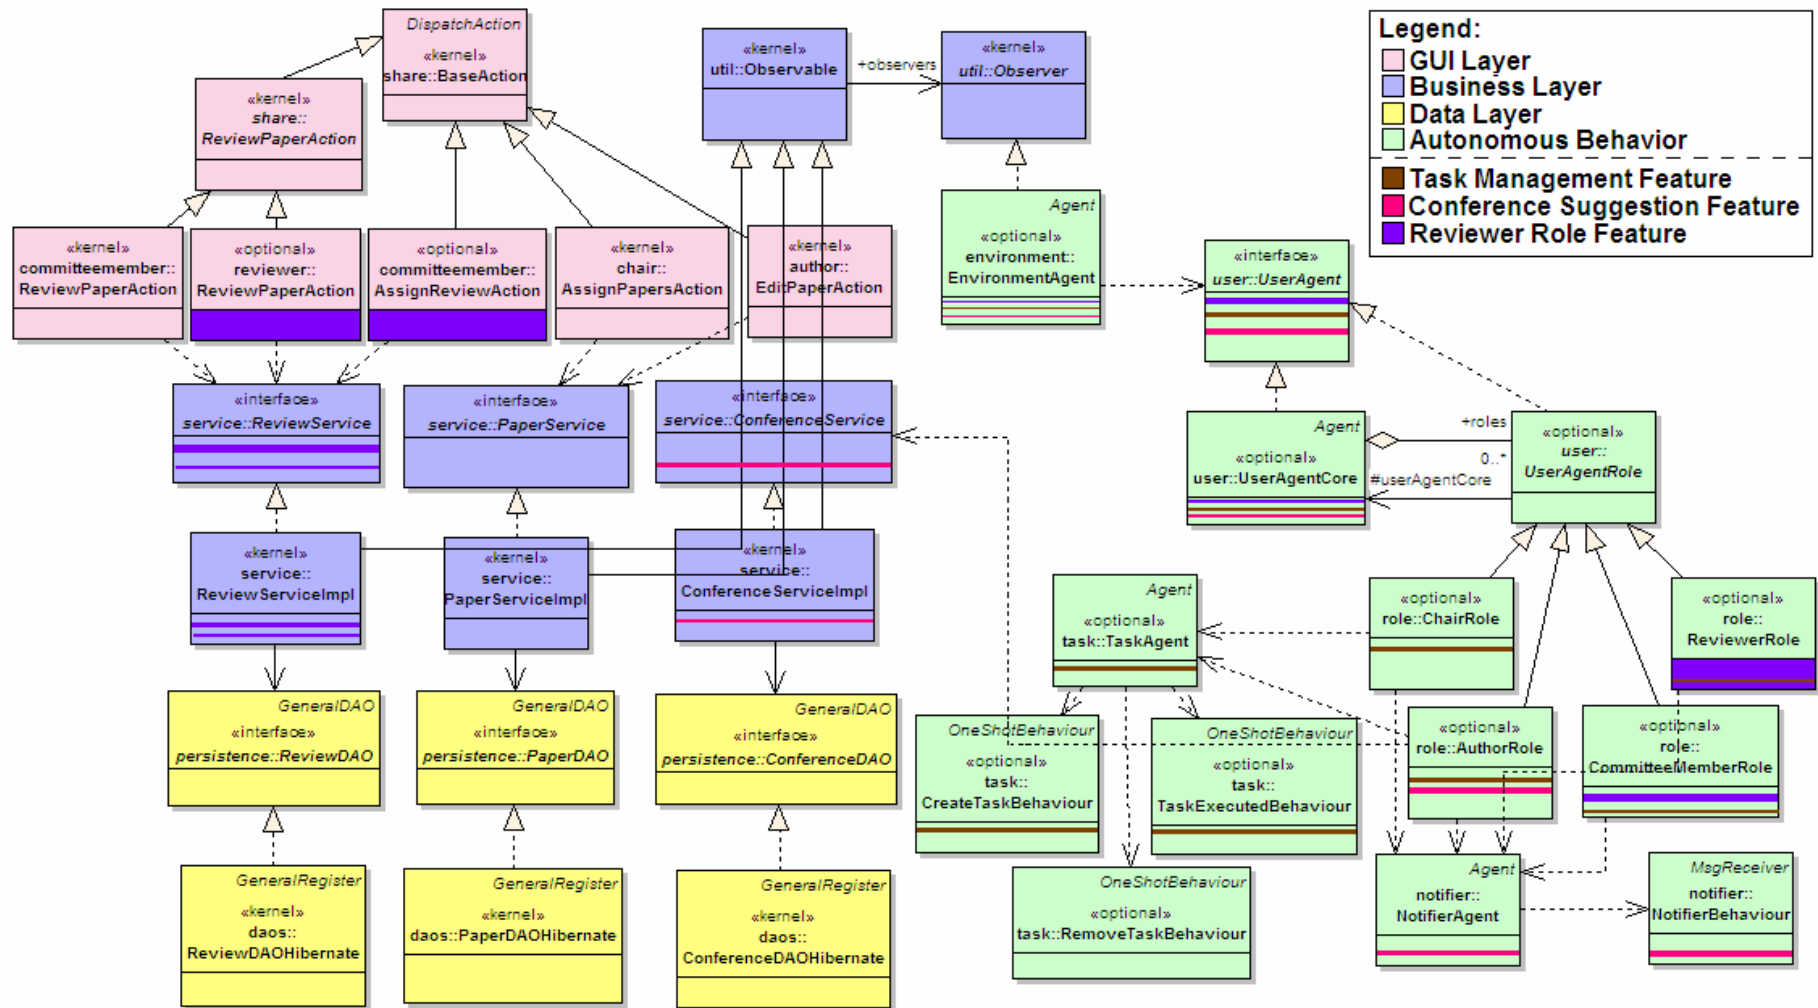 DispatchAction
«kernel»
share::BaseAction
«kernel»
share::
ReviewPaperAction
«kernel»
util::Observable
+observers
«kernel»
util::Observer
Legend:
GUI Layer
Business Layer
Data Layer
Autonomous Behavior
Task Management Feature
Conference Suggestion Feature
Reviewer Role Feature
«kernel»
committeemember::
ReviewPaperAction
«optional»
reviewer::
ReviewPaperAction
«optional»
committeemember::
AssignReviewAction
«kernel»
chair::
AssignPapersAction
«kernel»
author::
EditPaperAction
Agent
«optional»
environment::
EnvironmentAgent
«interface»
user::UserAgent
«interface»
service::ReviewService
«interface»
service::PaperService
«interface»
service::ConferenceService
Agent
«optional»
user::UserAgentCore
+roles
0..*
#userAgentCore
«optional»
user::
UserAgentRole
«kernel»
service::
ReviewServiceImpl
«kernel»
service::
PaperServiceImpl
«kernel»
service::
ConferenceServiceImpl
Agent
«optional»
task::TaskAgent
«optional»
role::ChairRole
«optional»
role::
ReviewerRole
GeneralDAO
«interface»
persistence::ReviewDAO
GeneralDAO
«interface»
persistence::PaperDAO
GeneralDAO
«interface»
persistence::ConferenceDAO
OneShotBehaviour
«optional»
task::
CreateTaskBehaviour
OneShotBehaviour
«optional»
task::
TaskExecutedBehaviour
«optional»
role::AuthorRole
«optional»
role::
CommitteeMemberRole
GeneralRegister
«kernel»
daos::
ReviewDAOHibernate
GeneralRegister
«kernel»
daos::PaperDAOHibernate
GeneralRegister
«kernel»
daos::
ConferenceDAOHibernate
OneShotBehaviour
«optional»
task::RemoveTaskBehaviour
Agent
notifier::
NotifierAgent
MsgReceiver
notifier::
NotifierBehaviour